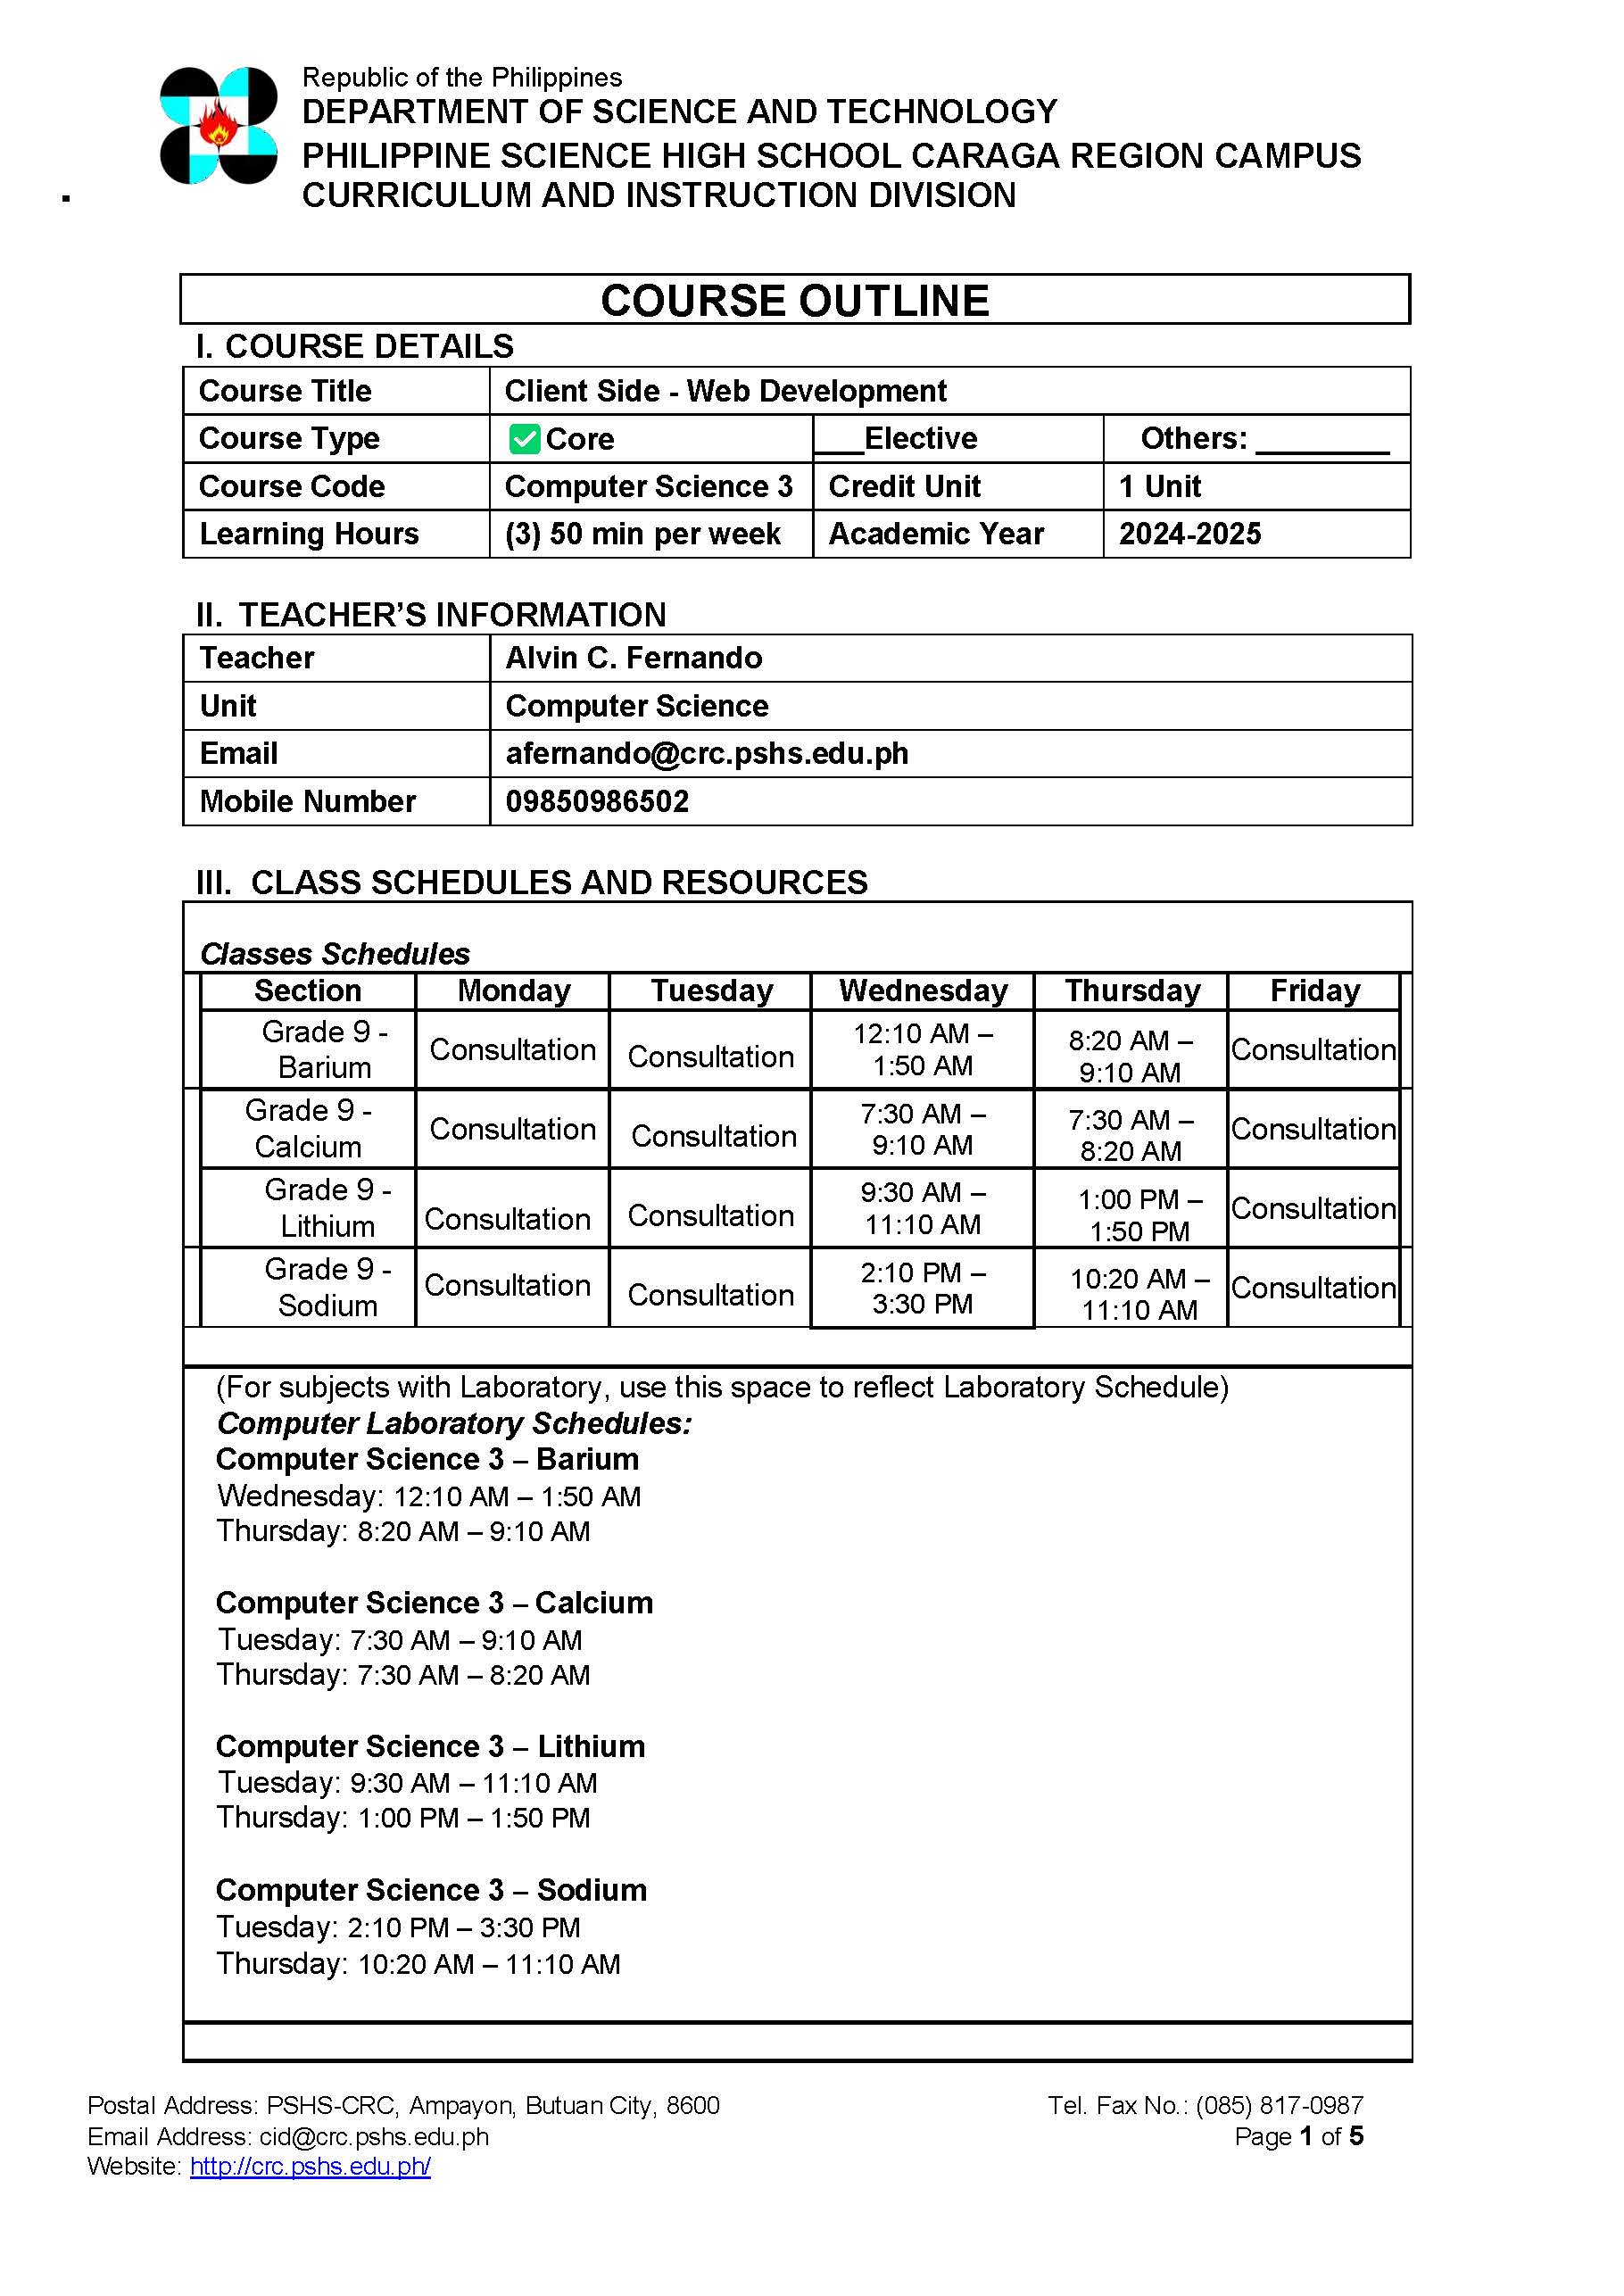 Republic of the Philippines
DEPARTMENT OF SCIENCE AND TECHNOLOGY
PHILIPPINE SCIENCE HIGH SCHOOL CARAGA REGION CAMPUS
CURRICULUM AND INSTRUCTION DIVISION
COURSE OUTLINE
I. COURSE DETAILS
Course Title Client Side - Web Development
Course Type Core ___Elective Others: ________
Course Code Computer Science 3 Credit Unit 1 Unit
Learning Hours (3) 50 min per week Academic Year 2024-2025
II. TEACHER’S INFORMATION
Teacher Alvin C. Fernando
Unit Computer Science
Email afernando@crc.pshs.edu.ph
Mobile Number 09850986502
III. CLASS SCHEDULES AND RESOURCES
Classes Schedules
Section Monday Tuesday Wednesday Thursday Friday
Grade 9 - Barium Consultation Consultation 12:10 AM – 1:50 AM 8:20 AM – 9:10 AM Consultation
Grade 9 - Calcium Consultation Consultation 7:30 AM – 9:10 AM 7:30 AM – 8:20 AM Consultation
Grade 9 - Lithium Consultation Consultation 9:30 AM – 11:10 AM 1:00 PM – 1:50 PM Consultation
Grade 9 - Sodium Consultation Consultation 2:10 PM – 3:30 PM 10:20 AM – 11:10 AM Consultation
(For subjects with Laboratory, use this space to reflect Laboratory Schedule)
Computer Laboratory Schedules:
Computer Science 3 – Barium
Wednesday: 12:10 AM – 1:50 AM
Thursday: 8:20 AM – 9:10 AM
Computer Science 3 – Calcium
Tuesday: 7:30 AM – 9:10 AM
Thursday: 7:30 AM – 8:20 AM
Computer Science 3 – Lithium
Tuesday: 9:30 AM – 11:10 AM
Thursday: 1:00 PM – 1:50 PM
Computer Science 3 – Sodium
Tuesday: 2:10 PM – 3:30 PM
Thursday: 10:20 AM – 11:10 AM
Postal Address: PSHS-CRC, Ampayon, Butuan City, 8600 Tel. Fax No.: (085) 817-0987
Email Address: cid@crc.pshs.edu.ph Page 1 of 5
Website: http://crc.pshs.edu.ph/